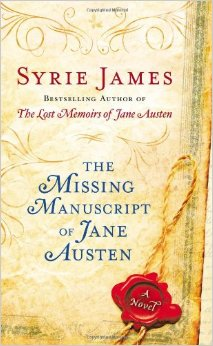 SYRIE JAMES
BESTSELLING AUTHOR OF
The Lost Memoirs of Jane Austen
THE
MISSING
MANUSCRIPT
OF JANE
AUSTEN
A Novel